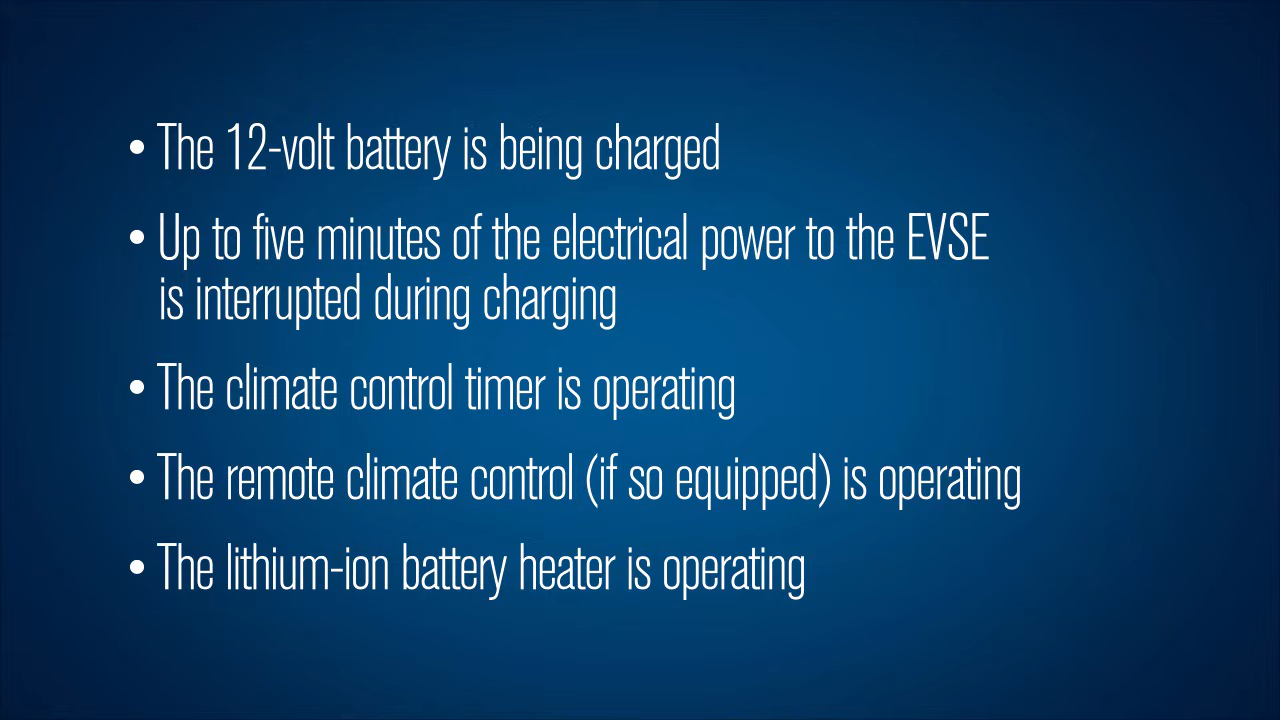 • The 12-volt battery is being charged
• Up to five minutes of the electrical power to the EVSE
is interrupted during charging
• The climate control timer is operating
• The remote climate control (if so equipped) is operating
• The lithium-ion battery heater is operating